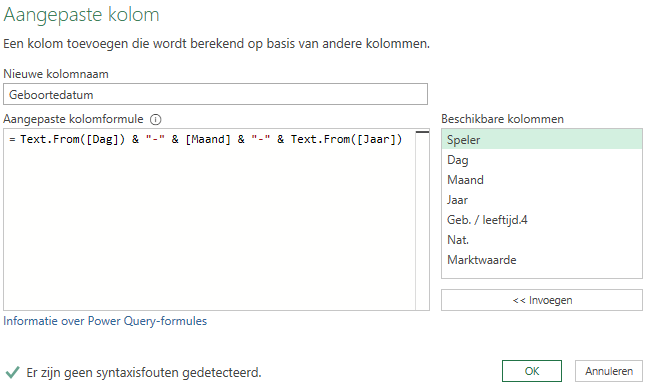 Aangepaste kolom
Een kolom toevoegen die wordt berekend op basis van andere kolommen.
Nieuwe kolomnaam
Geboortedatum
Aangepaste kolomformule
= Text.From([Dag]) & "-" & [Maand] & "-" & Text.From([Jaar])
Beschikbare kolommen
Speler
Dag
Maand
Jaar
Geb. / leeftijd.4
Nat.
Marktwaarde
<< Invoegen
Informatie over Power Query-formules
Er zijn geen syntaxisfouten gedetecteerd.
OK
Annuleren